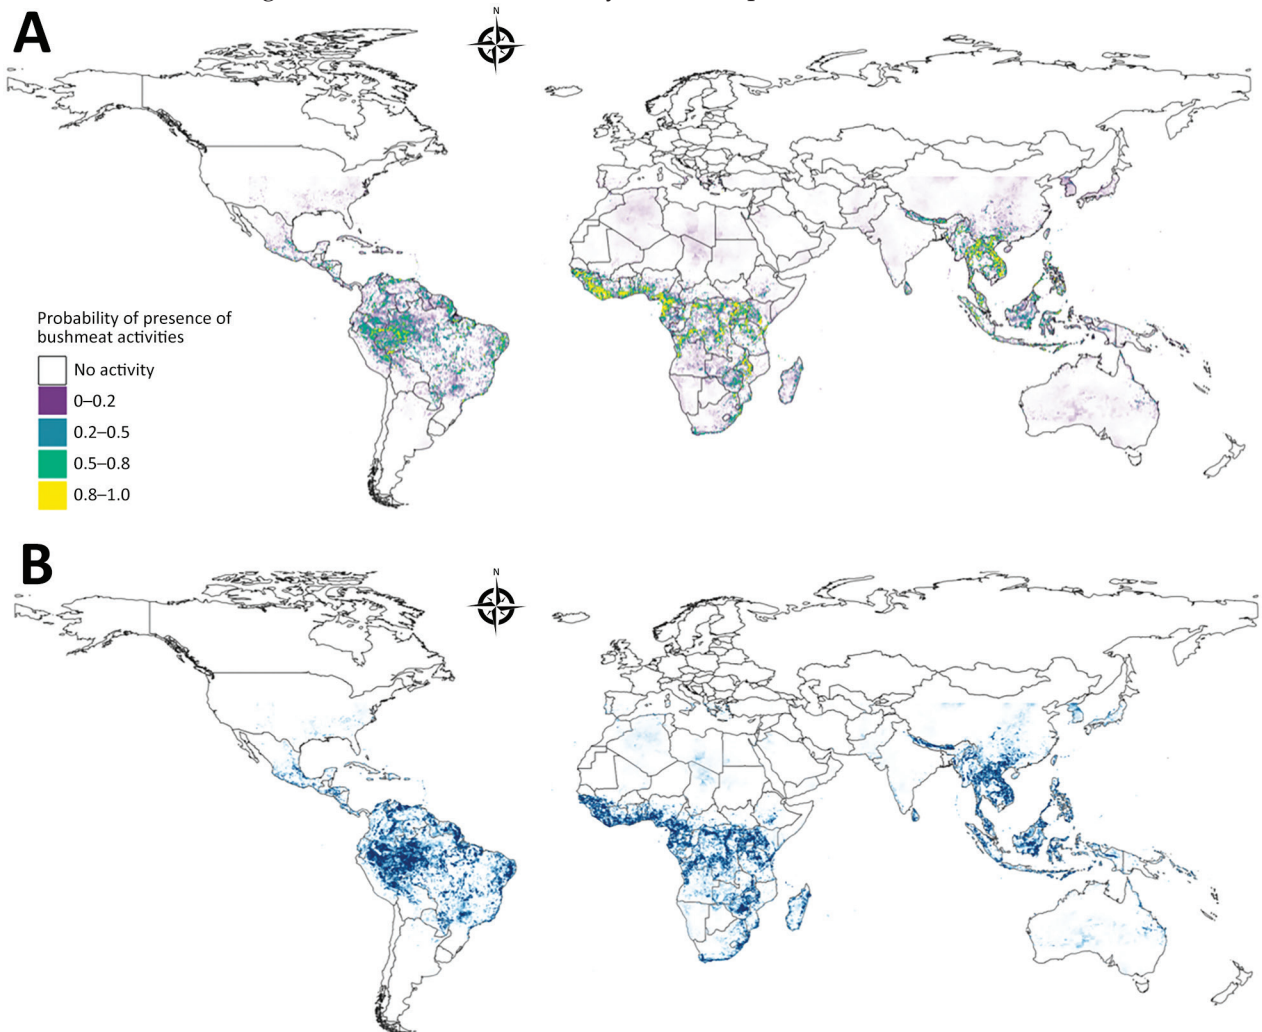 A
N
Probability of presence of
bushmeat activities
No activity
0–0.2
0.2–0.5
0.5–0.8
0.8–1.0
B
N